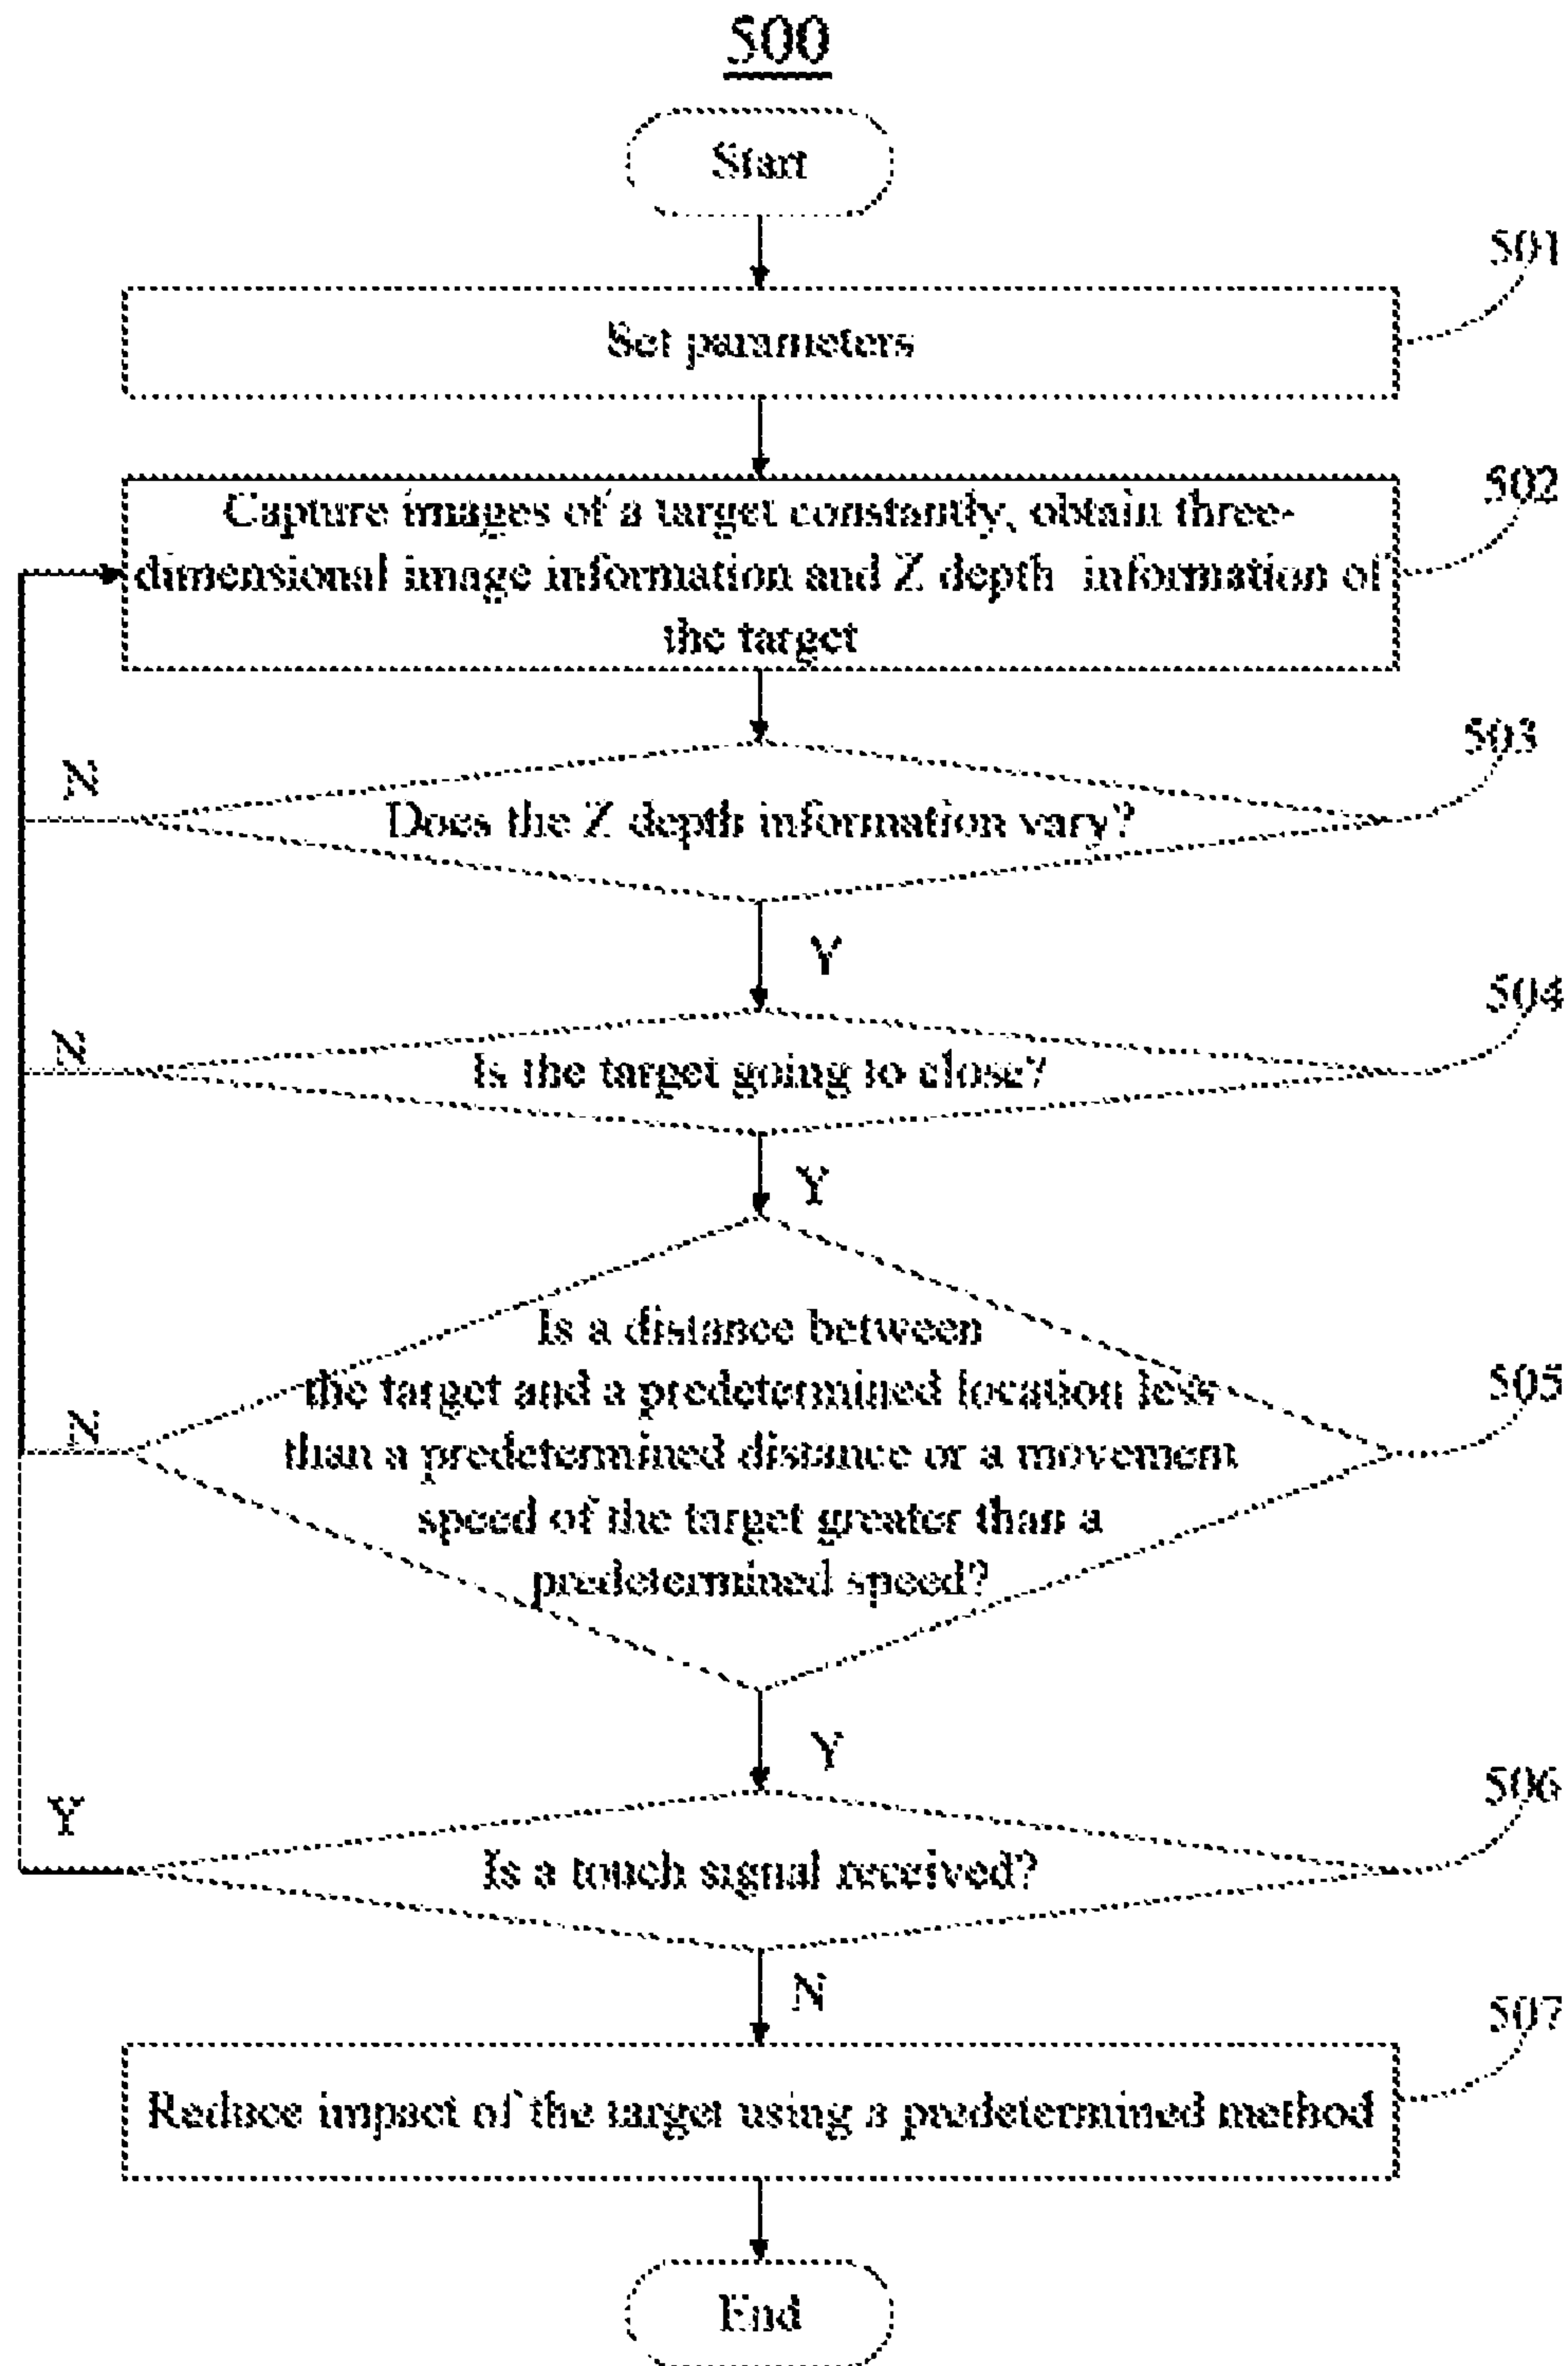 500
Start
501
Set parameters
502
Capture images of a target constantly, obtain three-
dimensional image information and Z depth information of
the target
503
N
Does the Z depth information vary?
Y
504
N
Is the target going to close?
Y
Is a distance between
the target and a predetermined location less
505
N
than a predetermined distance or a movement
speed of the target greater than a
predetermined speed?
Y
506
Y
Is a touch signal received?
N
507
Reduce impact of the target using a predetermined method
End